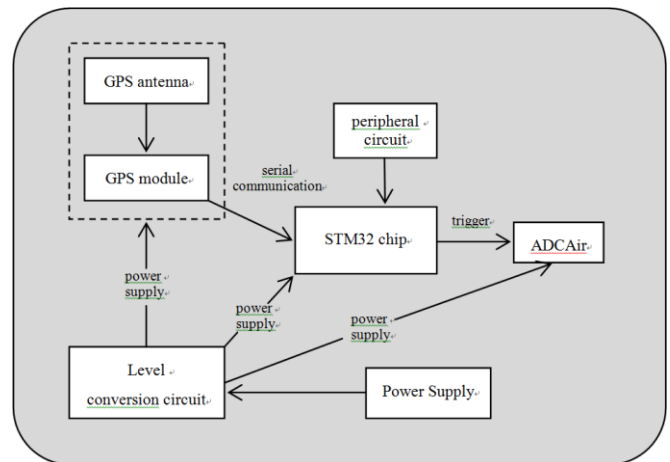 GPS antenna
GPS module
serial
communication
peripheral
circuit
STM32 chip
trigger
ADCAir
power
supply
power
supply
power
supply
Level
conversion circuit
Power Supply